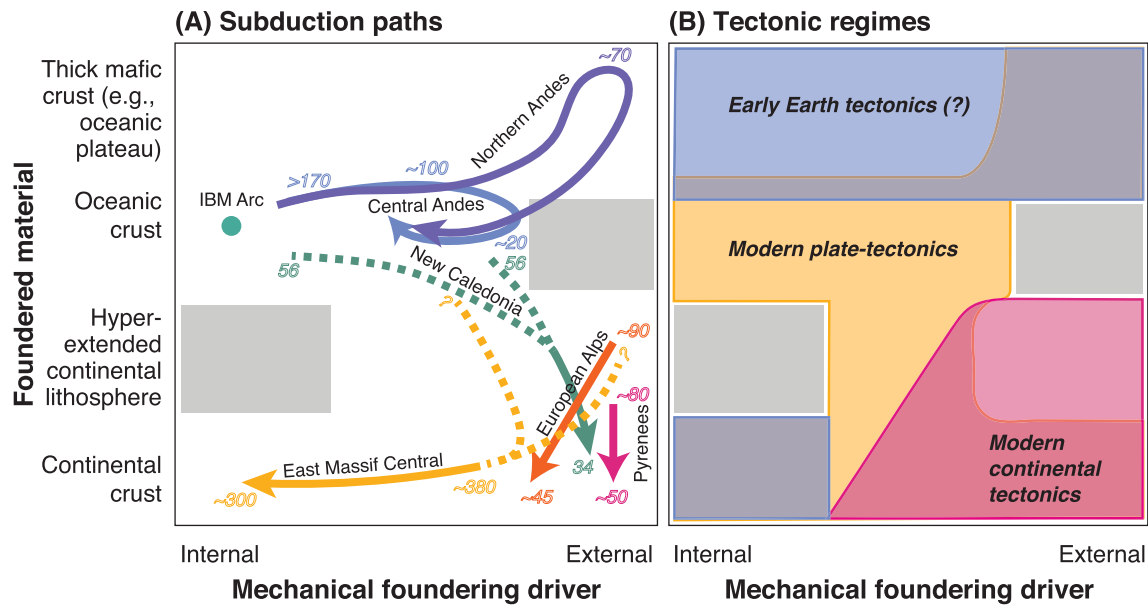 (A) Subduction paths
(B) Tectonic regimes
Foundered material
Thick mafic
crust (e.g.,
oceanic
plateau)
Oceanic
crust
Hyper-
extended
continental
lithosphere
Continental
crust
~70
Northern Andes
~100
>170
IBM Arc
Central Andes
~20
56
56
New Caledonia
?
~90
?
European Alps
~80
Pyrenees
34
East Massif Central
~380
~300
~45
~50
Early Earth tectonics (?)
Modern plate-tectonics
Modern
continental
tectonics
Internal
External
Mechanical foundering driver
Internal
External
Mechanical foundering driver